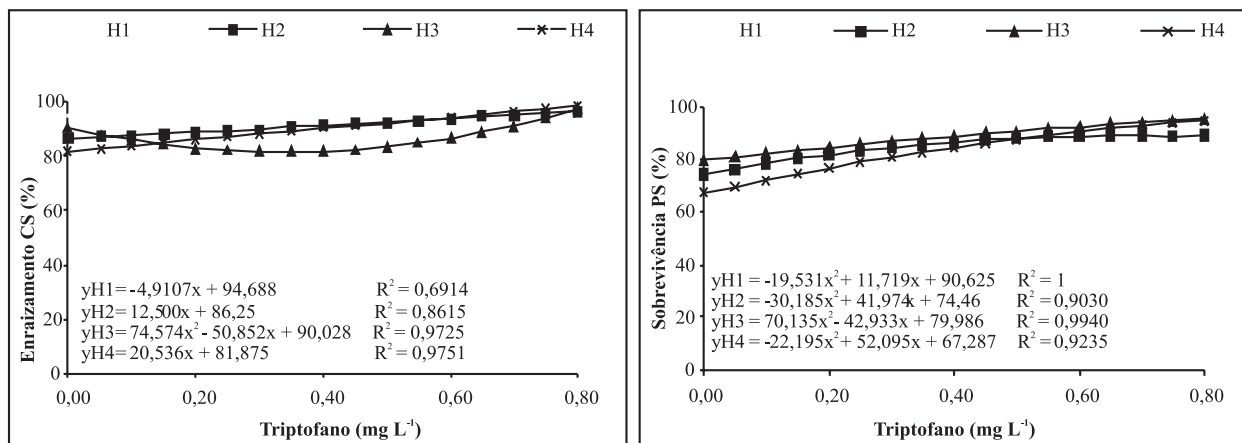 H1 H2 H3 H4
Enraizamento CS (%)
100
80
60
40
20
0
yH1= -4,9107x + 94,688 R² = 0,6914
yH2= 12,500x + 86,25 R² = 0,8615
yH3= 74,574x² - 50,852x + 90,028 R² = 0,9725
yH4= 20,536x + 81,875 R² = 0,9751
0,00 0,20 0,40 0,60 0,80
Triptofano (mg L⁻¹)
H1 H2 H3 H4
Sobrevivência PS (%)
100
80
60
40
20
0
yH1 = -19,531x² + 11,719x + 90,625 R² = 1
yH2 = -30,185x² + 41,974x + 74,46 R² = 0,9030
yH3 = 70,135x² - 42,933x + 79,986 R² = 0,9940
yH4 = -22,195x² + 52,095x + 67,287 R² = 0,9235
0,00 0,20 0,40 0,60 0,80
Triptofano (mg L⁻¹)